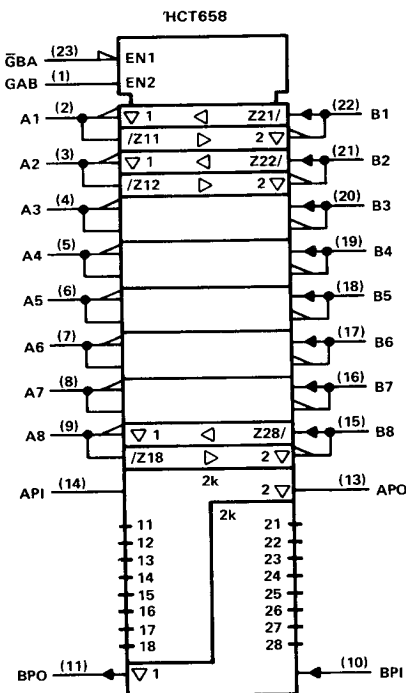 'HCT658
G̅BA (23) EN1
GAB (1) EN2
A1 (2) ▽ 1 ◁ Z21/ (22) B1
/Z11 ▷ 2 ▽
A2 (3) ▽ 1 ◁ Z22/ (21) B2
/Z12 ▷ 2 ▽
A3 (4) (20) B3
A4 (5) (19) B4
A5 (6) (18) B5
A6 (7) (17) B6
A7 (8) (16) B7
A8 (9) ▽ 1 ◁ Z28/ (15) B8
/Z18 ▷ 2 ▽
2k
API (14) 2 ▽ (13) APO
2k
11 21
12 22
13 23
14 24
15 25
16 26
17 27
18 28
BPO (11) ▽ 1 (10) BPI